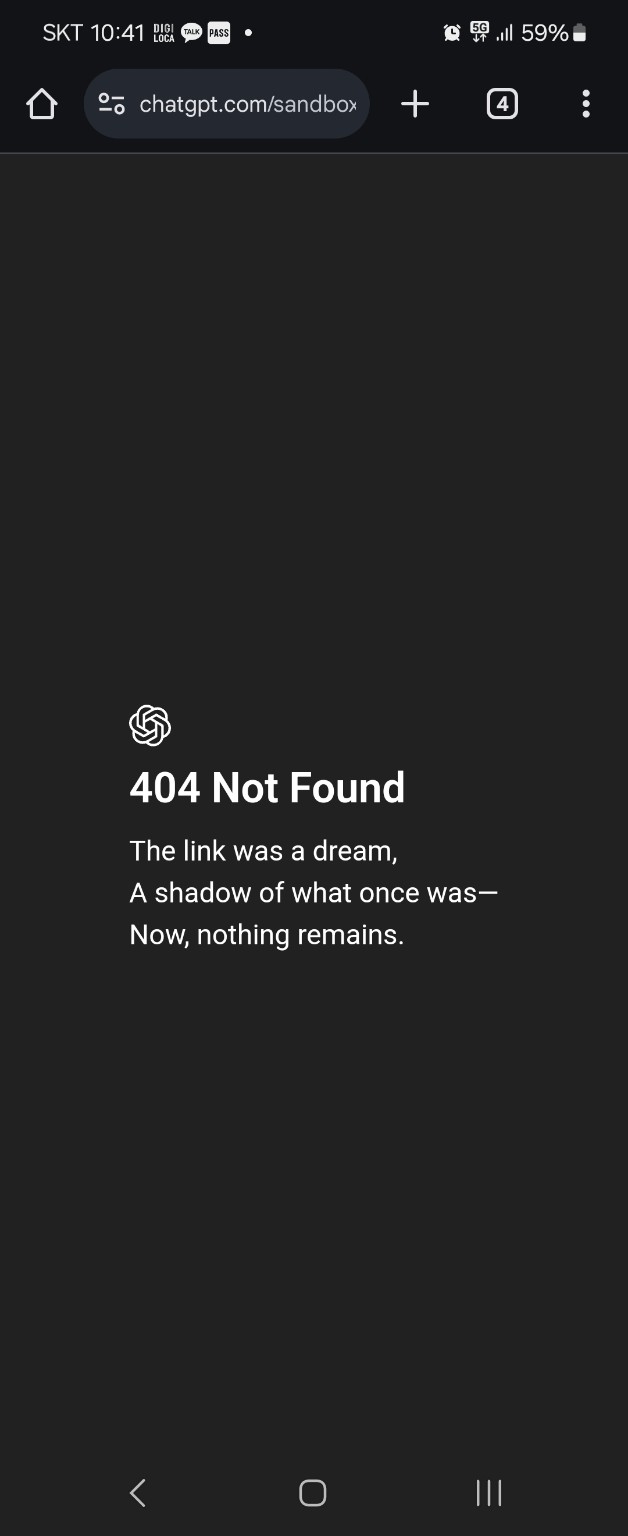 SKT 10:41 DIGI LOCA TALK PASS 5G 59%
chatgpt.com/sandbox
4
404 Not Found
The link was a dream,
A shadow of what once was—
Now, nothing remains.